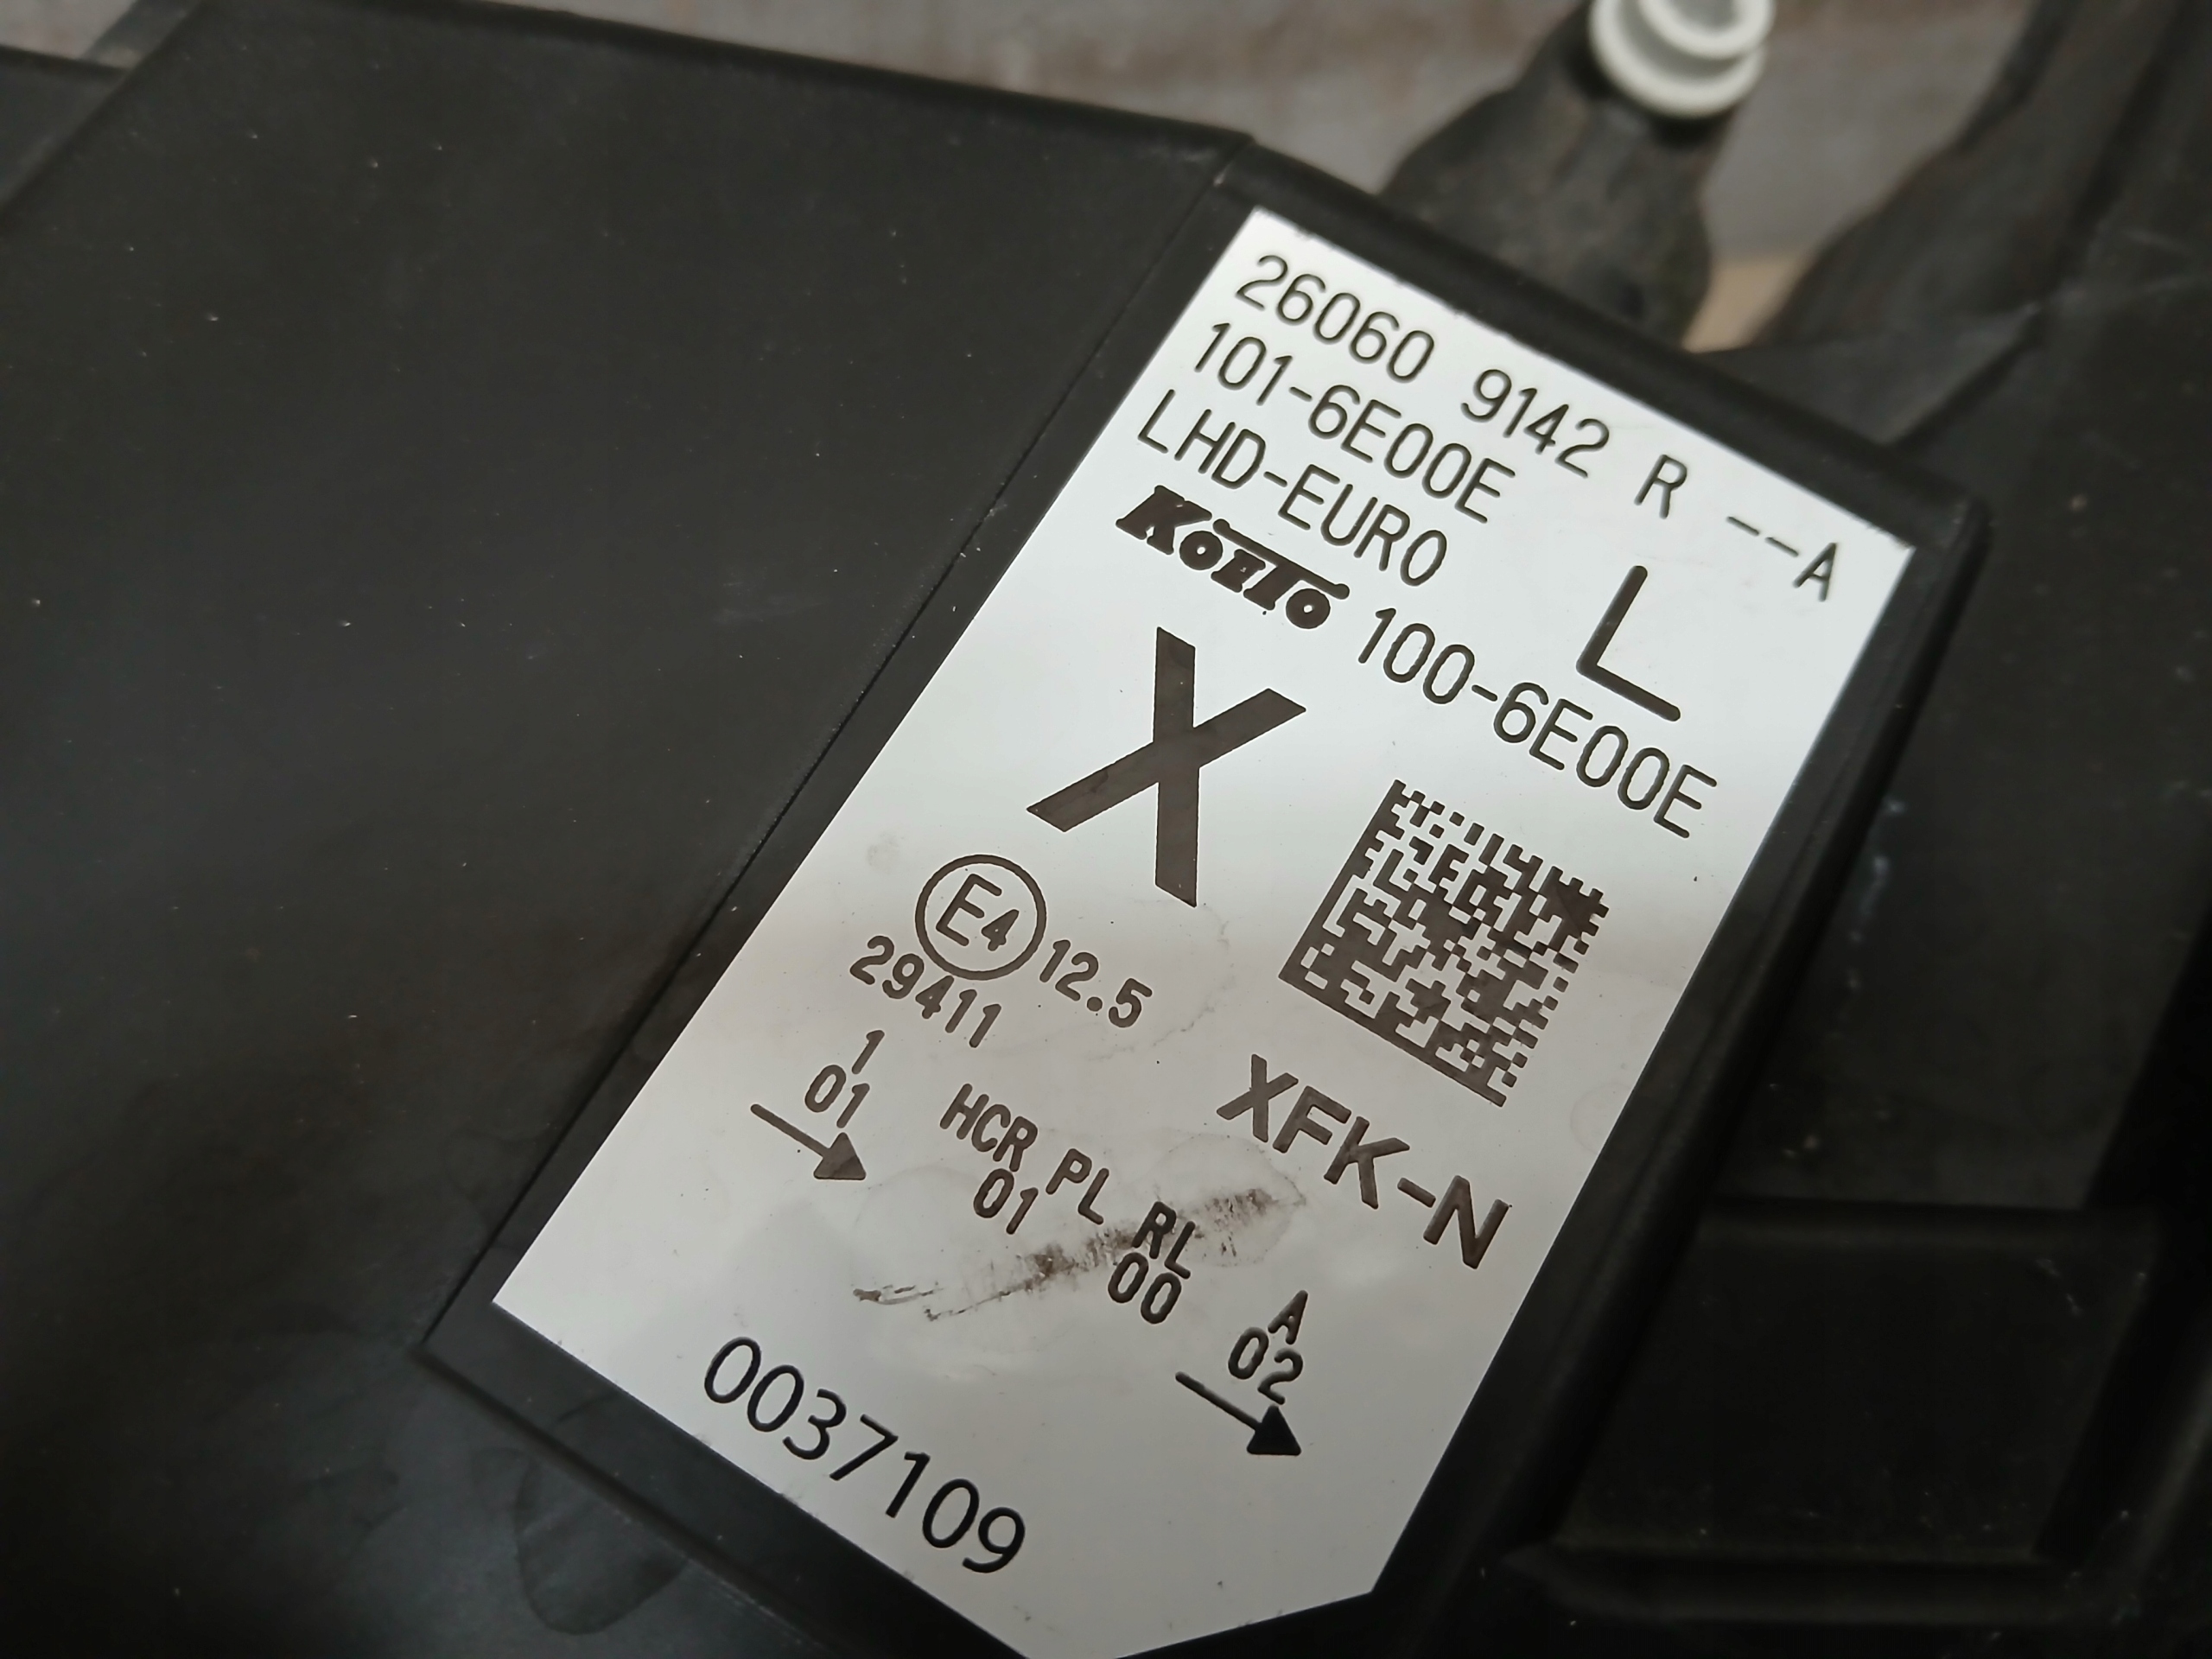 26060 9142 R --A
101-6E00E
LHD-EURO
L
KOITO 100-6E00E
X
E4 12.5
29411
XFK-N
1
01
HCR PL RL A
01 00 02
0037109